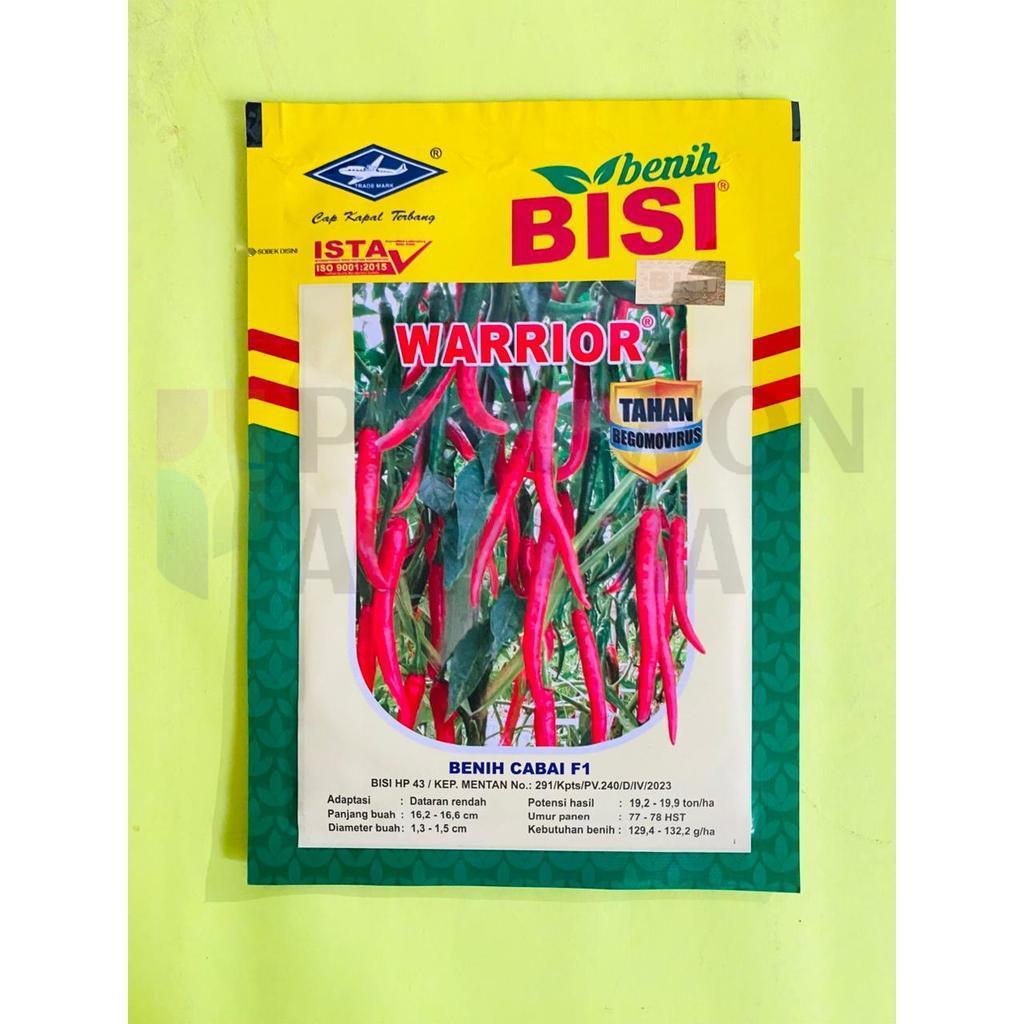 TRADE MARK
®
Cap Kapal Terbang
benih
BISI®
SOBEK DISINI
ISTA
ISO 9001:2015
WARRIOR®
TAHAN
BEGOMOVIRUS
BENIH CABAI F1
BISI HP 43 / KEP. MENTAN No.: 291/Kpts/PV.240/D/IV/2023
Adaptasi : Dataran rendah
Panjang buah : 16,2 - 16,6 cm
Diameter buah : 1,3 - 1,5 cm
Potensi hasil : 19,2 - 19,9 ton/ha
Umur panen : 77 - 78 HST
Kebutuhan benih : 129,4 - 132,2 g/ha